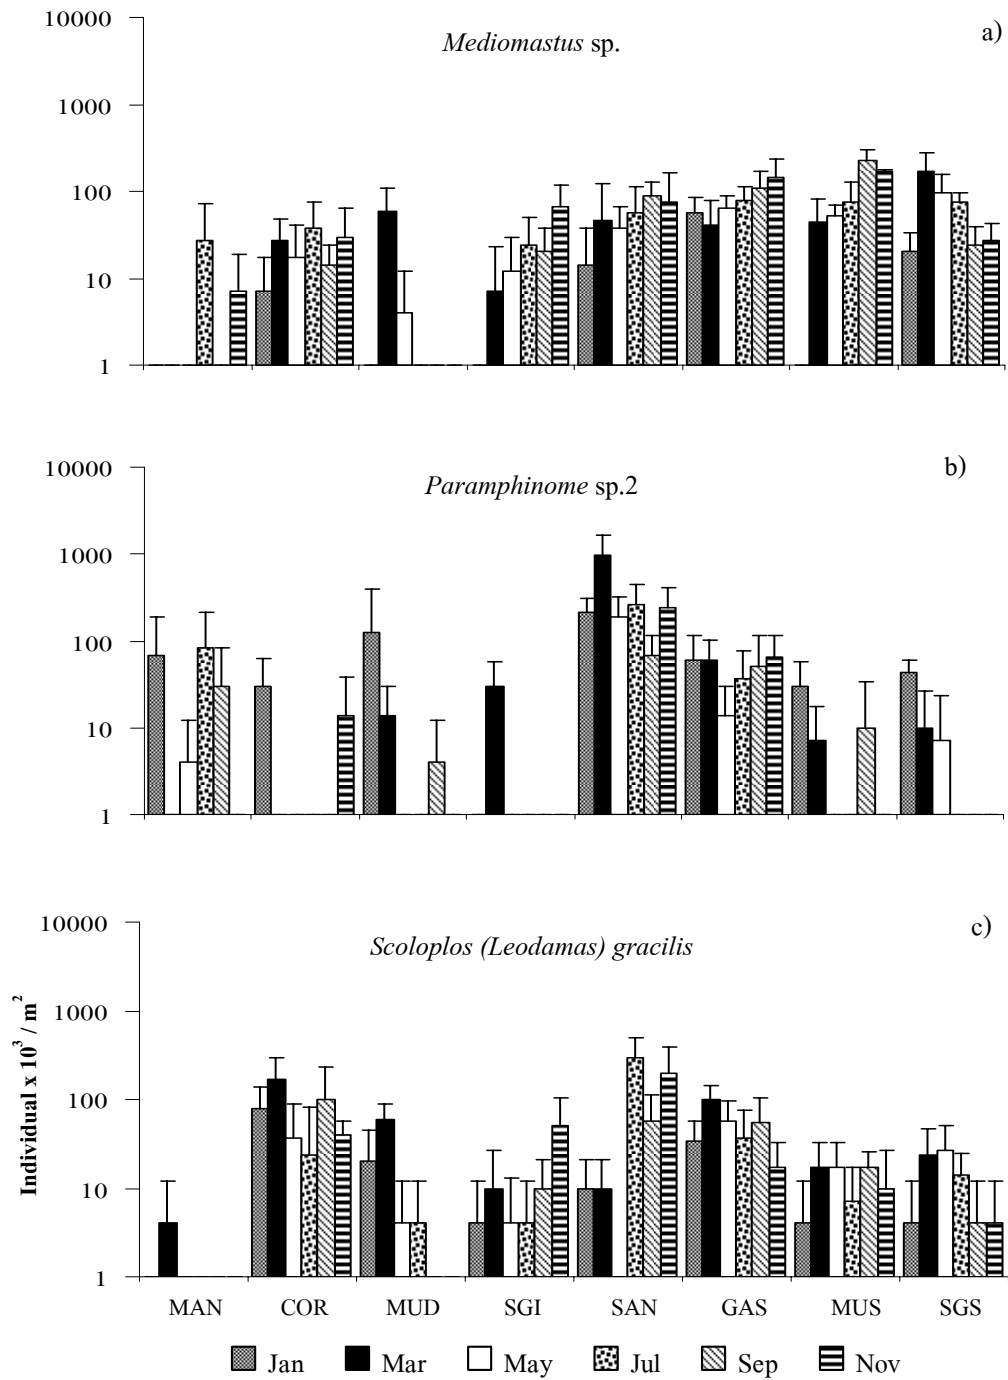 10000
Mediomastus sp.
a)
1000
100
10
1
10000
Paramphinome sp.2
b)
1000
100
10
1
10000
Scoloplos (Leodamas) gracilis
c)
1000
100
10
1
Individual x 10³ / m²
MAN COR MUD SGI SAN GAS MUS SGS
Jan Mar May Jul Sep Nov